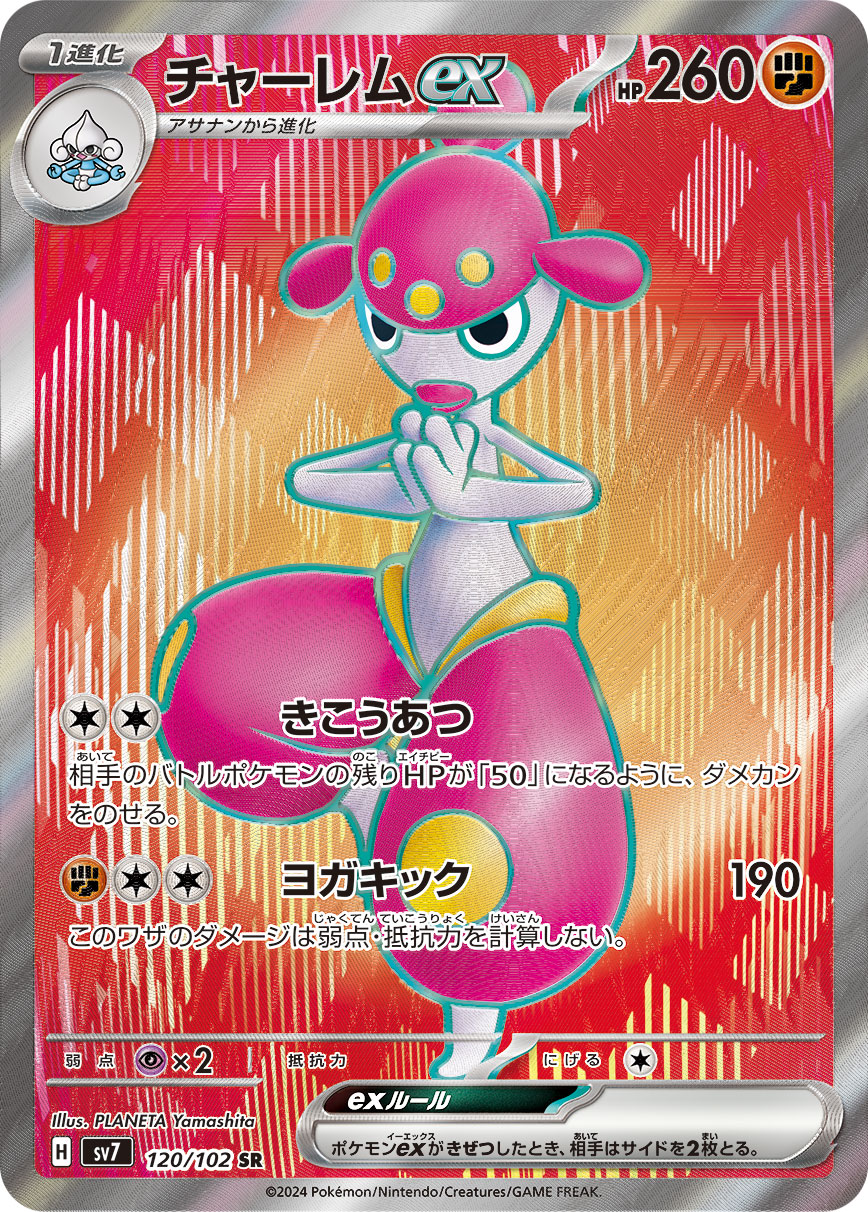 1進化
チャーレムex
HP260
アサナンから進化
きこうあつ
相手のバトルポケモンの残りHPが「50」になるように、ダメカン
をのせる。
ヨガキック 190
このワザのダメージは弱点・抵抗力を計算しない。
弱点 ×2 抵抗力 にげる
Illus. PLANETA Yamashita
exルール
ポケモンexがきぜつしたとき、相手はサイドを2枚とる。
H sv7 120/102 SR
©2024 Pokémon/Nintendo/Creatures/GAME FREAK.